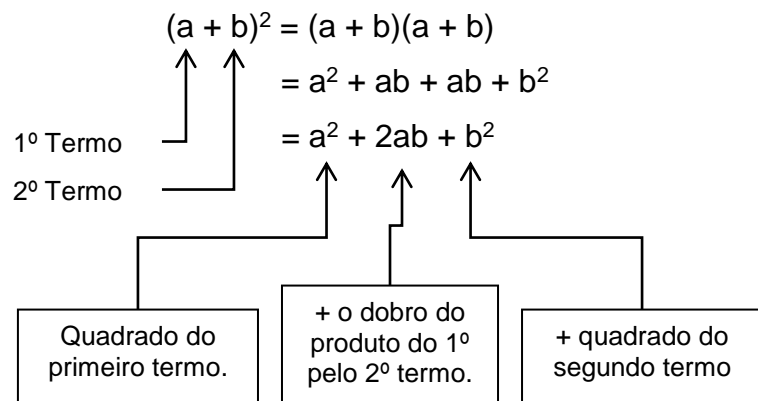 (a + b)² = (a + b)(a + b)
= a² + ab + ab + b²
= a² + 2ab + b²
1º Termo
2º Termo
Quadrado do
primeiro termo.
+ o dobro do
produto do 1º
pelo 2º termo.
+ quadrado do
segundo termo